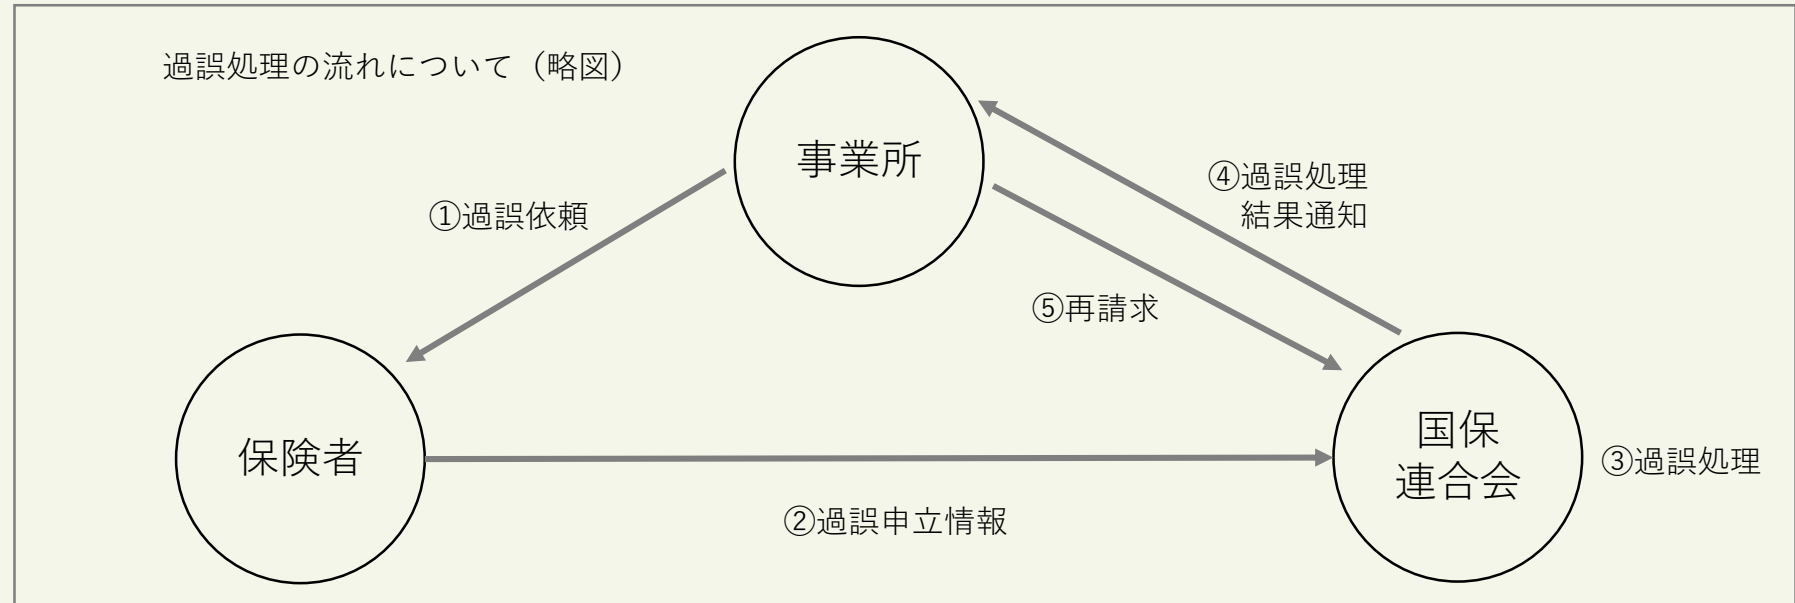 過誤処理の流れについて（略図）
事業所
④過誤処理
結果通知
①過誤依頼
⑤再請求
保険者
国保
連合会
③過誤処理
②過誤申立情報